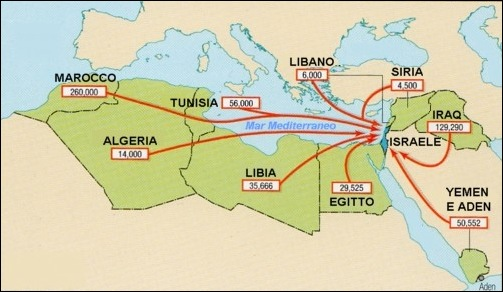 LIBANO
6,000
SIRIA
4,500
MAROCCO
260,000
TUNISIA
56,000
IRAQ
129,290
Mar Mediterraneo
ALGERIA
14,000
ISRAELE
LIBIA
35,666
EGITTO
29,525
YEMEN
E ADEN
50,552
Aden